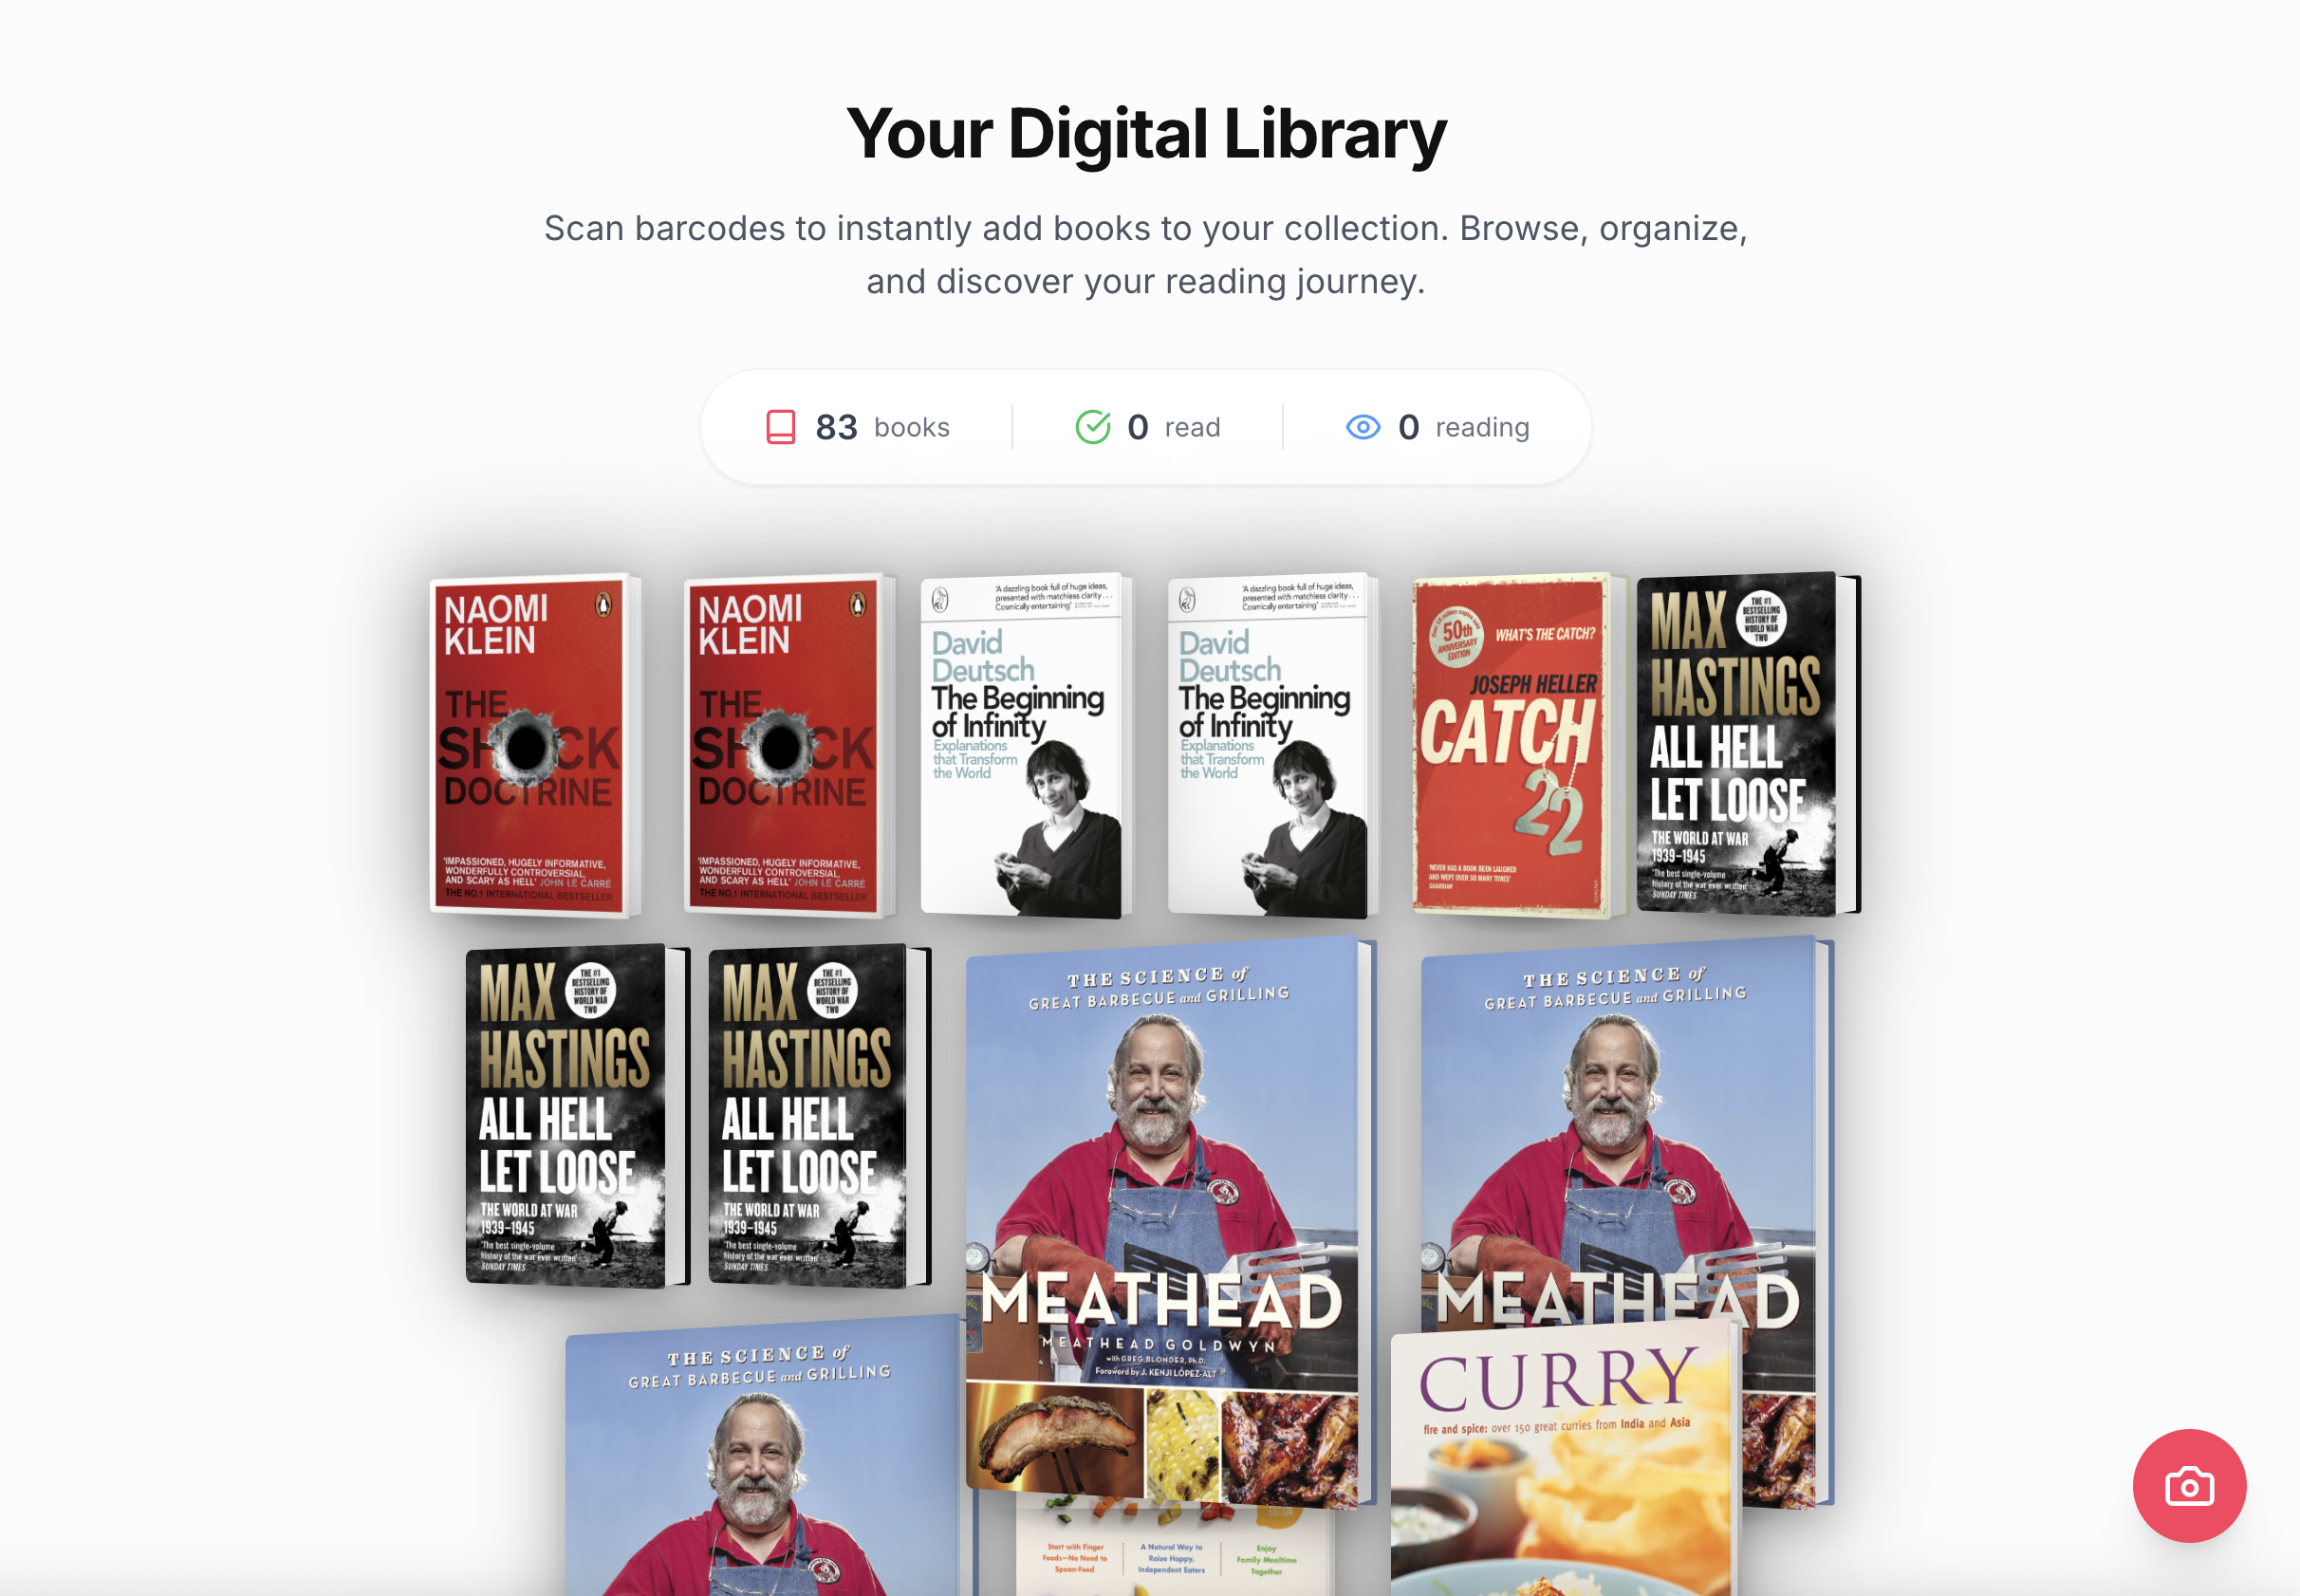 Your Digital Library
Scan barcodes to instantly add books to your collection. Browse, organize,
and discover your reading journey.
83 books
0 read
0 reading
NAOMI
KLEIN
THE
SHOCK
DOCTRINE
'IMPASSIONED, HUGELY INFORMATIVE,
WONDERFULLY CONTROVERSIAL,
AND SCARY AS HELL' JOHN LE CARRÉ
THE NO.1 INTERNATIONAL BESTSELLER
NAOMI
KLEIN
THE
SHOCK
DOCTRINE
'IMPASSIONED, HUGELY INFORMATIVE,
WONDERFULLY CONTROVERSIAL,
AND SCARY AS HELL' JOHN LE CARRÉ
THE NO.1 INTERNATIONAL BESTSELLER
'A dazzling book full of huge ideas,
presented with matchless clarity . . .
Cosmically entertaining'
David
Deutsch
The Beginning
of Infinity
Explanations
that Transform
the World
'A dazzling book full of huge ideas,
presented with matchless clarity . . .
Cosmically entertaining'
David
Deutsch
The Beginning
of Infinity
Explanations
that Transform
the World
50th
ANNIVERSARY
EDITION
WHAT'S THE CATCH?
JOSEPH HELLER
CATCH
22
'NEVER HAS A BOOK BEEN LAUGHED
AND WEPT OVER SO MANY TIMES'
GUARDIAN
MAX
HASTINGS
THE #1
BESTSELLING
HISTORY OF
WORLD WAR
TWO
ALL HELL
LET LOOSE
THE WORLD AT WAR
1939–1945
'The best single-volume
history of the war ever written'
SUNDAY TIMES
MAX
HASTINGS
THE #1
BESTSELLING
HISTORY OF
WORLD WAR
TWO
ALL HELL
LET LOOSE
THE WORLD AT WAR
1939–1945
'The best single-volume
history of the war ever written'
SUNDAY TIMES
MAX
HASTINGS
THE #1
BESTSELLING
HISTORY OF
WORLD WAR
TWO
ALL HELL
LET LOOSE
THE WORLD AT WAR
1939–1945
'The best single-volume
history of the war ever written'
SUNDAY TIMES
THE SCIENCE of
GREAT BARBECUE and GRILLING
MEATHEAD
MEATHEAD GOLDWYN
with GREG BLONDER, Ph.D.
Foreword by J. KENJI LÓPEZ-ALT
THE SCIENCE of
GREAT BARBECUE and GRILLING
MEATHEAD
THE SCIENCE of
GREAT BARBECUE and GRILLING
EDITION
Start with Finger
Foods—No Need to
Spoon-Feed
A Natural Way to
Raise Happy,
Independent Eaters
Enjoy
Family Mealtime
Together
CURRY
fire and spice: over 150 great curries from India and Asia